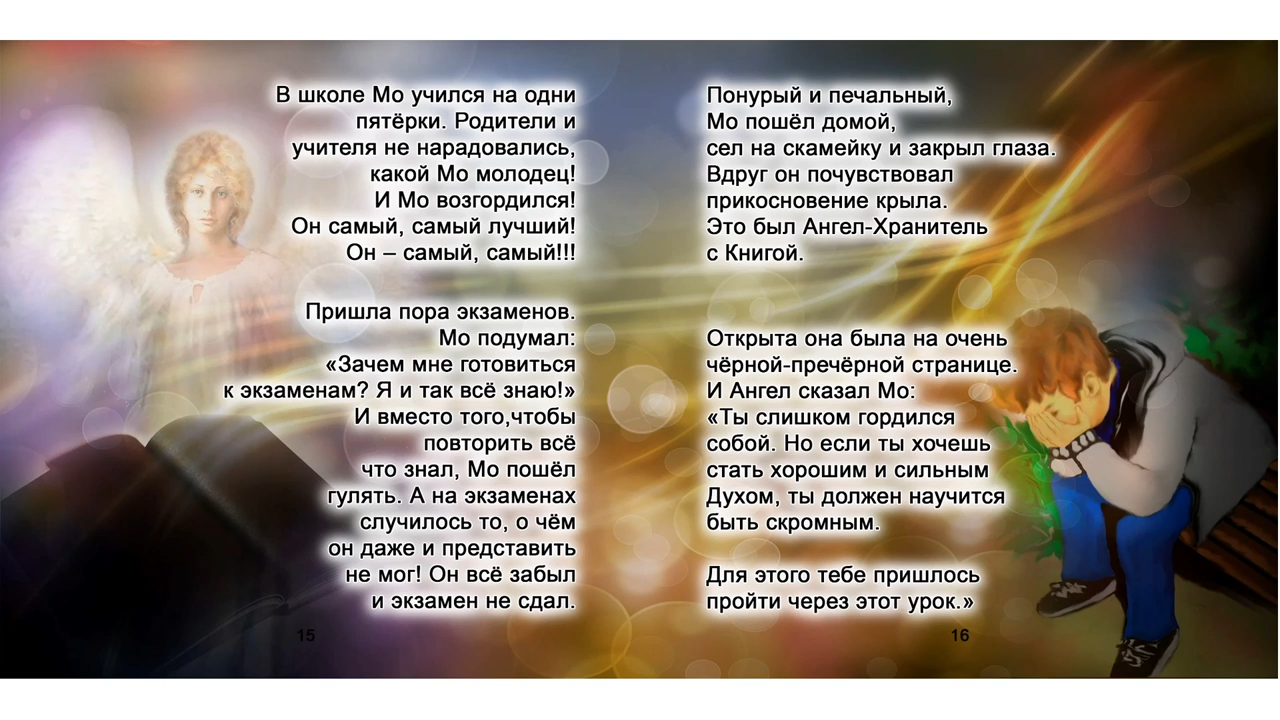 В школе Мо учился на одни
пятёрки. Родители и
учителя не нарадовались,
какой Мо молодец!
И Мо возгордился!
Он самый, самый лучший!
Он – самый, самый!!!
Пришла пора экзаменов.
Мо подумал:
«Зачем мне готовиться
к экзаменам? Я и так всё знаю!»
И вместо того,чтобы
повторить всё
что знал, Мо пошёл
гулять. А на экзаменах
случилось то, о чём
он даже и представить
не мог! Он всё забыл
и экзамен не сдал.
15
Понурый и печальный,
Мо пошёл домой,
сел на скамейку и закрыл глаза.
Вдруг он почувствовал
прикосновение крыла.
Это был Ангел-Хранитель
с Книгой.
Открыта она была на очень
чёрной-пречёрной странице.
И Ангел сказал Мо:
«Ты слишком гордился
собой. Но если ты хочешь
стать хорошим и сильным
Духом, ты должен научится
быть скромным.
Для этого тебе пришлось
пройти через этот урок.»
16